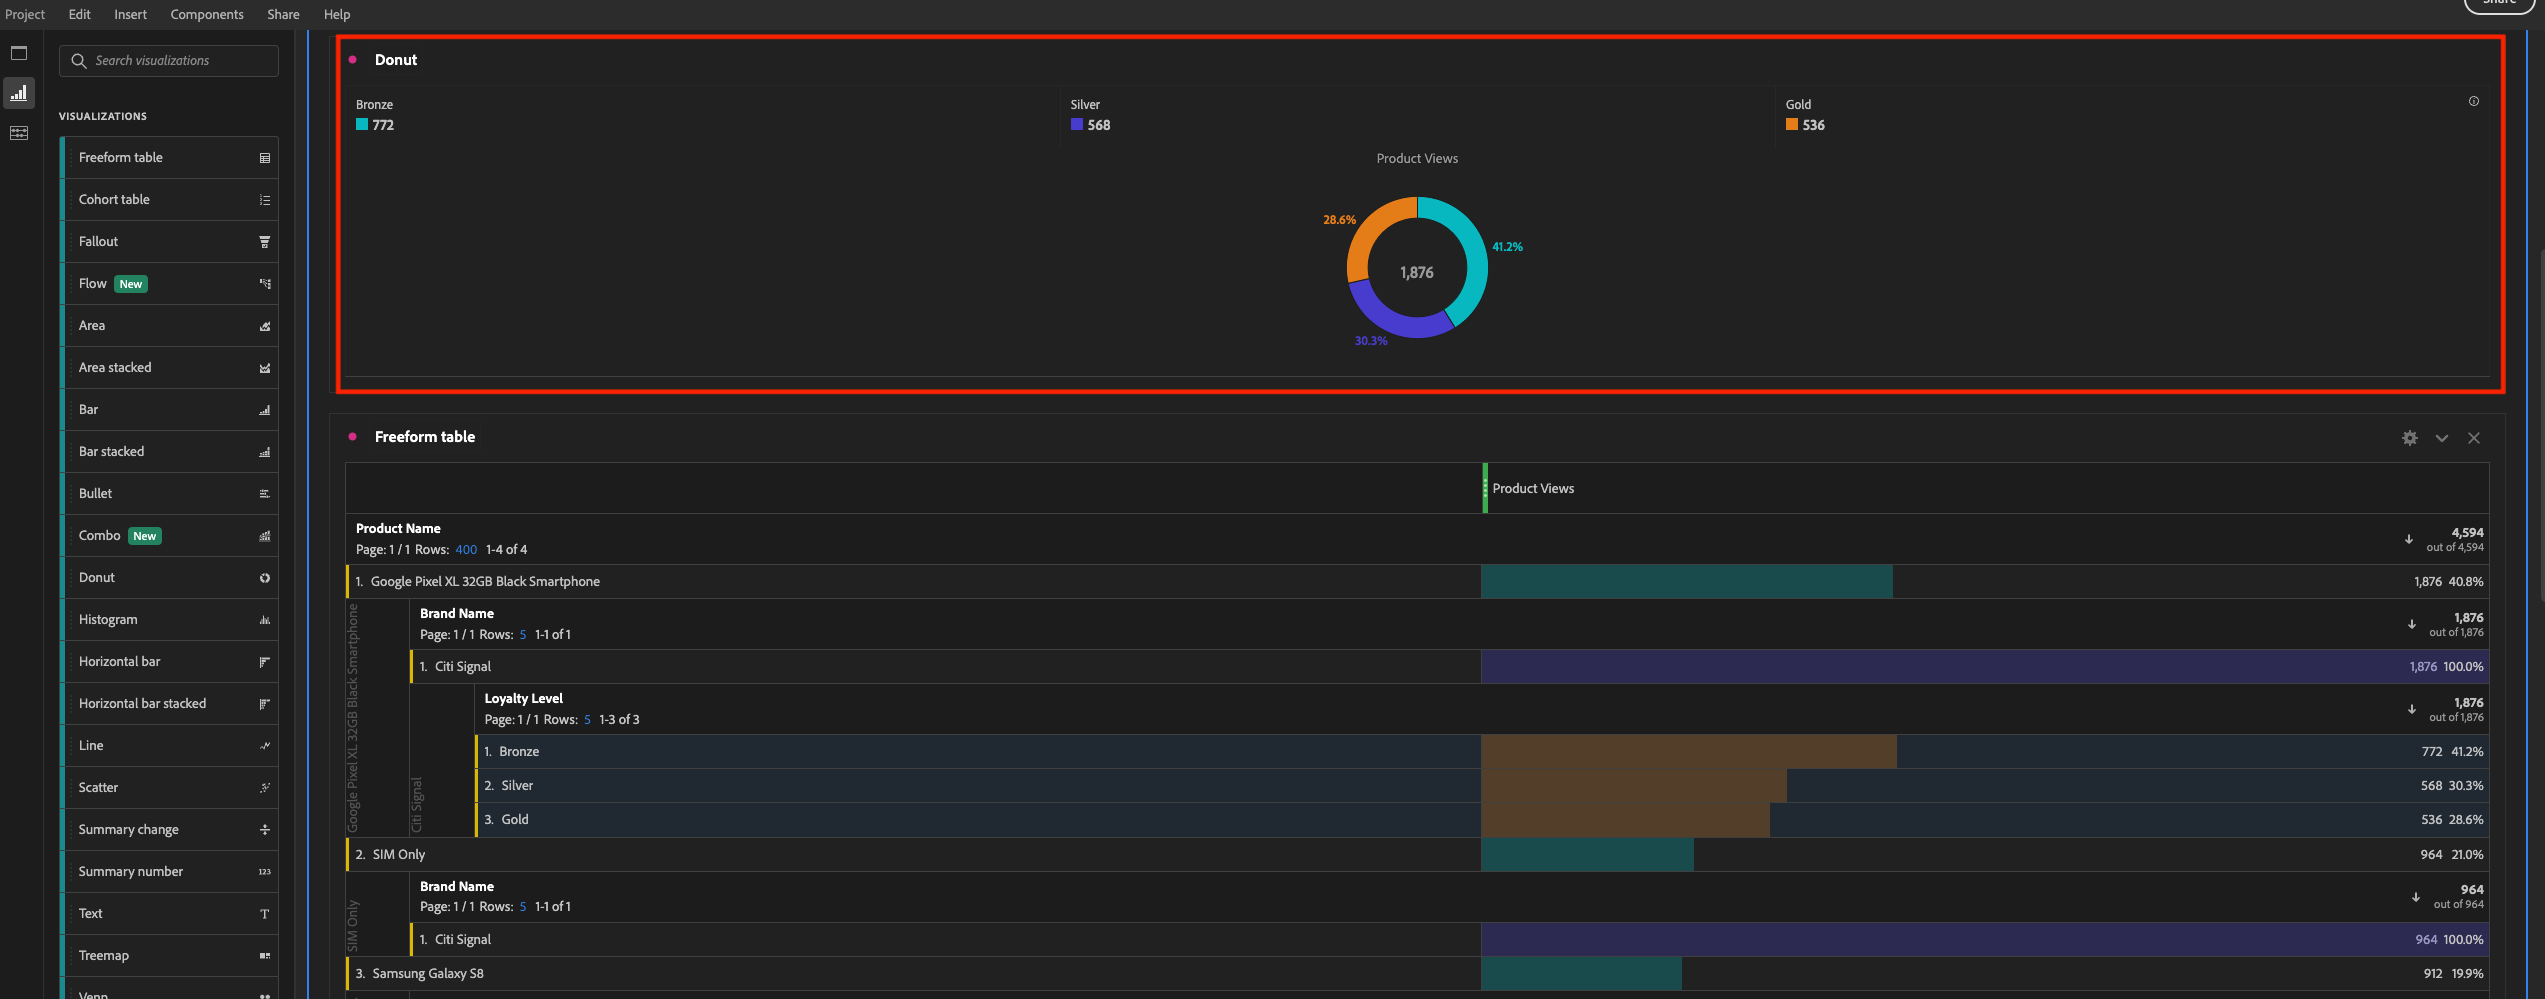 Project Edit Insert Components Share Help
Share
Search visualizations
VISUALIZATIONS
Freeform table
Cohort table
Fallout
Flow New
Area
Area stacked
Bar
Bar stacked
Bullet
Combo New
Donut
Histogram
Horizontal bar
Horizontal bar stacked
Line
Scatter
Summary change
Summary number 123
Text T
Treemap
Venn
Donut
Bronze Silver Gold
772 568 536
Product Views
28.6%
41.2%
1,876
30.3%
Freeform table
Product Views
Product Name
Page: 1 / 1 Rows: 400 1-4 of 4
4,594
out of 4,594
1. Google Pixel XL 32GB Black Smartphone 1,876 40.8%
Google Pixel XL 32GB Black Smartphone
Brand Name
Page: 1 / 1 Rows: 5 1-1 of 1
1,876
out of 1,876
1. Citi Signal 1,876 100.0%
Citi Signal
Loyalty Level
Page: 1 / 1 Rows: 5 1-3 of 3
1,876
out of 1,876
1. Bronze 772 41.2%
2. Silver 568 30.3%
3. Gold 536 28.6%
2. SIM Only 964 21.0%
SIM Only
Brand Name
Page: 1 / 1 Rows: 5 1-1 of 1
964
out of 964
1. Citi Signal 964 100.0%
3. Samsung Galaxy S8 912 19.9%